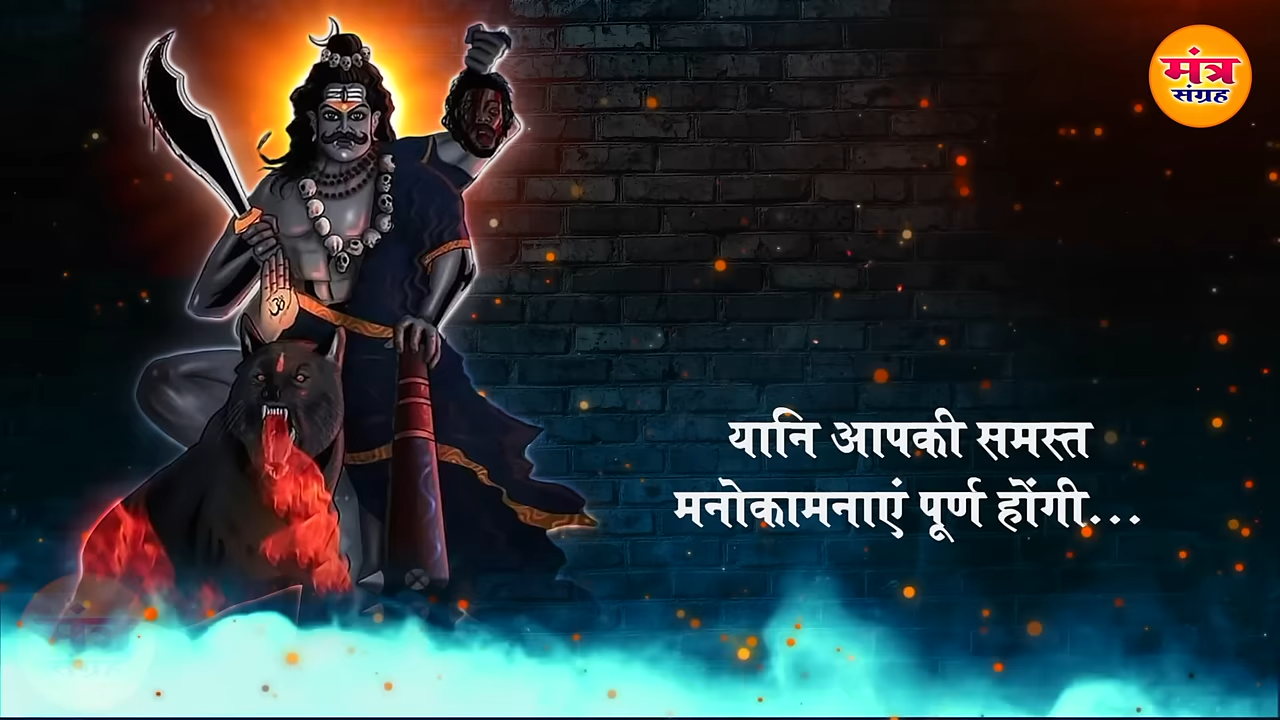 मंत्र
संग्रह
ॐ
यानि आपकी समस्त
मनोकामनाएं पूर्ण होंगी...